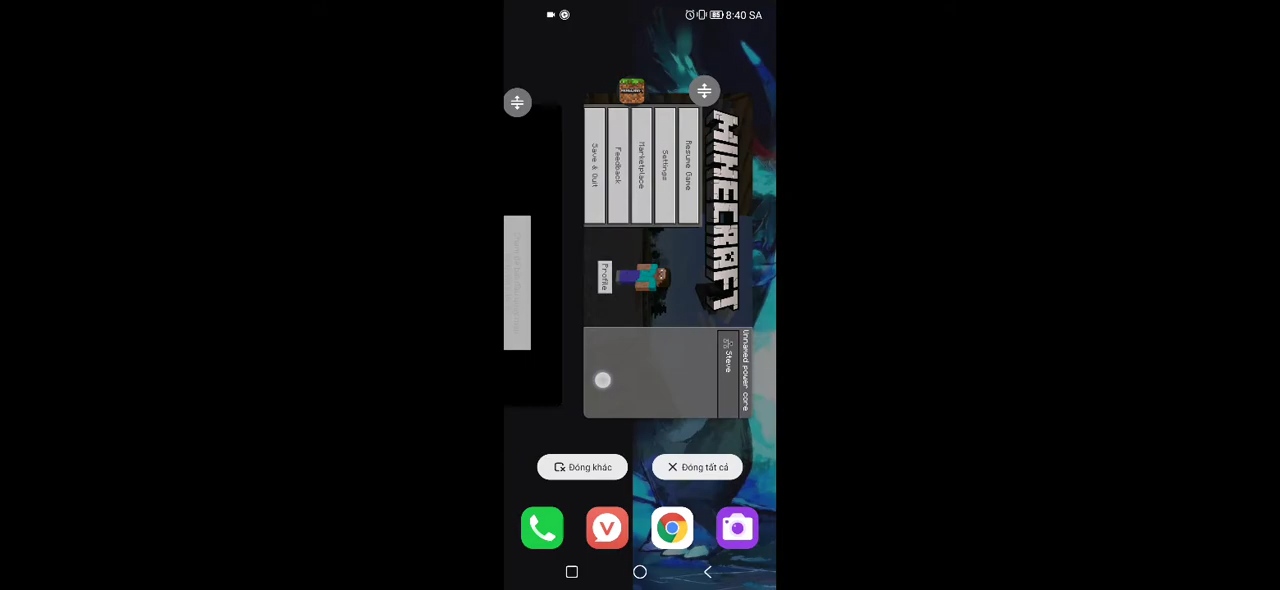 8:40 SA
MINECRAFT
Resume Game
Settings
Marketplace
Feedback
Save & Quit
Profile
Unnamed power core
Steve
Đóng khác
Đóng tất cả